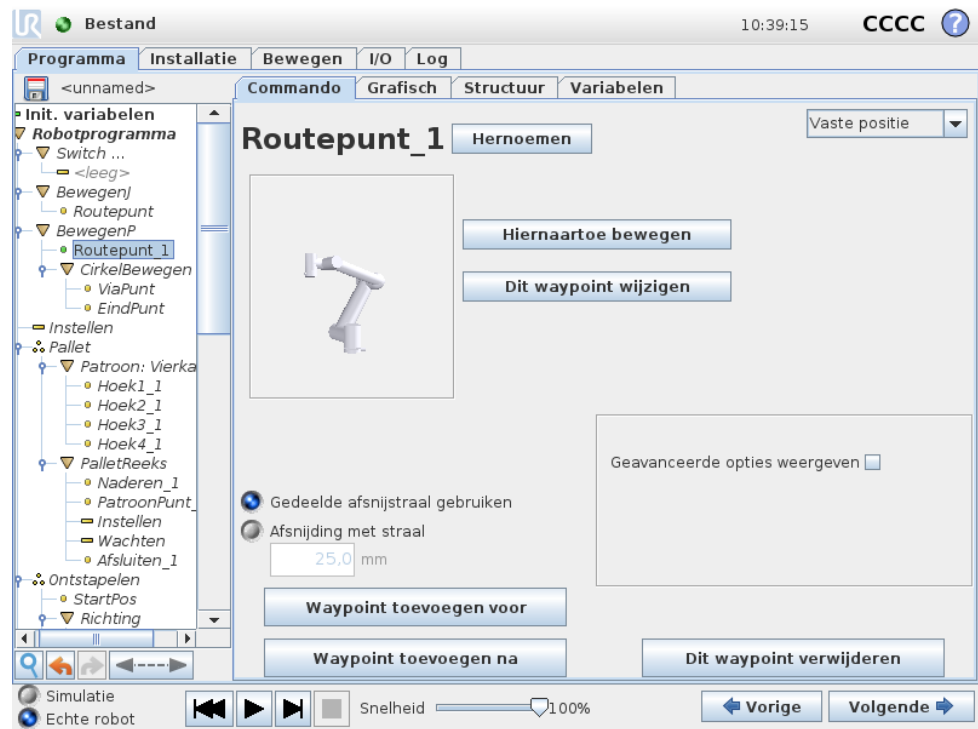 UR Bestand 10:39:15 CCCC ?
Programma Installatie Bewegen I/O Log
<unnamed> Commando Grafisch Structuur Variabelen
Init. variabelen
Robotprogramma
Switch ...
<leeg>
BewegenJ
Routepunt
BewegenP
Routepunt_1
CirkelBewegen
ViaPunt
EindPunt
Instellen
Pallet
Patroon: Vierka
Hoek1_1
Hoek2_1
Hoek3_1
Hoek4_1
PalletReeks
Naderen_1
PatroonPunt_
Instellen
Wachten
Afsluiten_1
Ontstapelen
StartPos
Richting
Routepunt_1 Hernoemen
Vaste positie
Hiernaartoe bewegen
Dit waypoint wijzigen
Geavanceerde opties weergeven
Gedeelde afsnijstraal gebruiken
Afsnijding met straal
25,0 mm
Waypoint toevoegen voor
Waypoint toevoegen na
Dit waypoint verwijderen
Simulatie
Echte robot
Snelheid 100%
Vorige Volgende